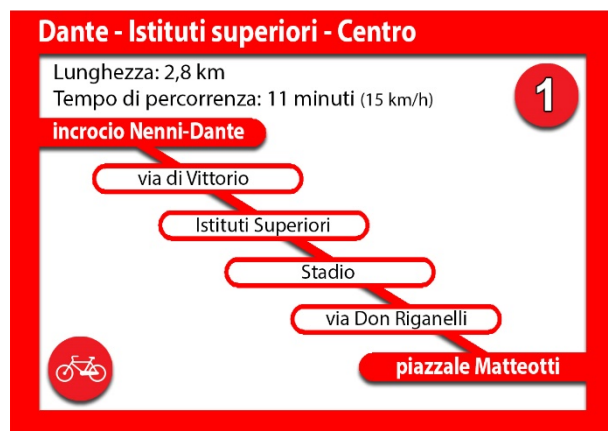 Dante - Istituti superiori - Centro
Lunghezza: 2,8 km
Tempo di percorrenza: 11 minuti (15 km/h)
1
incrocio Nenni-Dante
via di Vittorio
Istituti Superiori
Stadio
via Don Riganelli
piazzale Matteotti